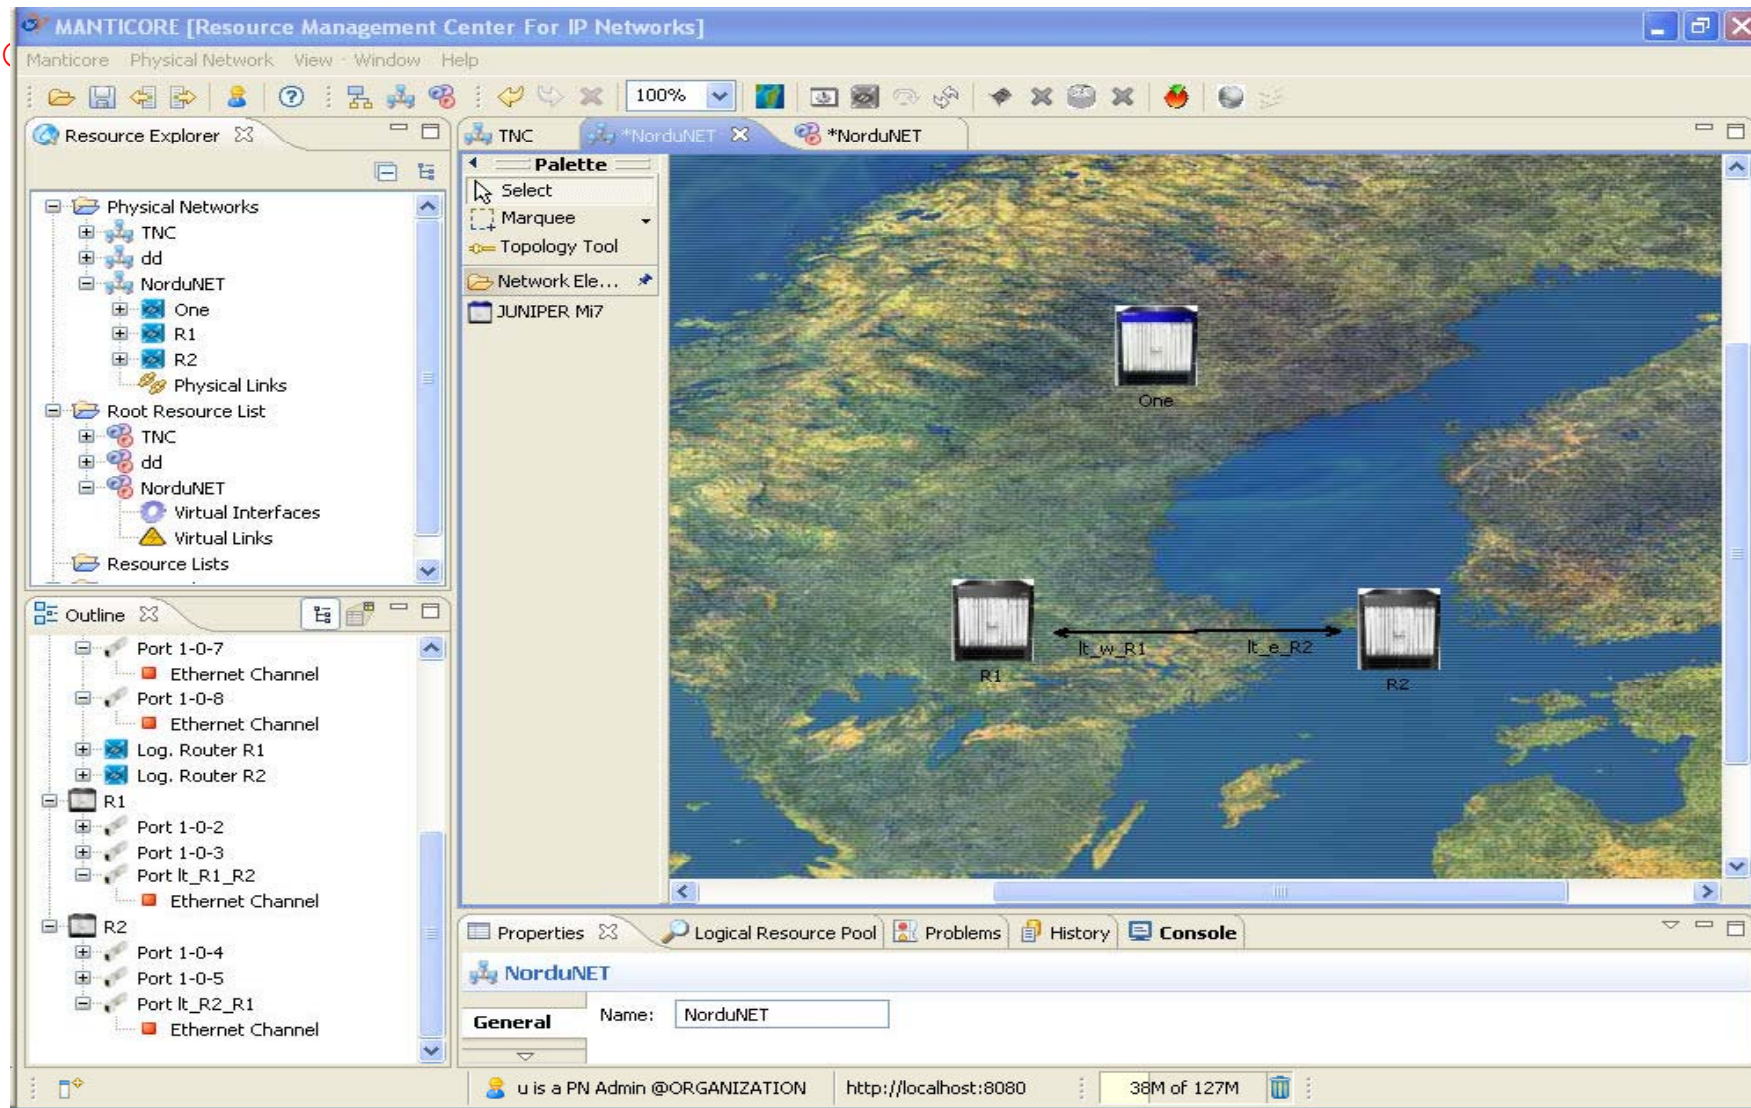 MANTICORE [Resource Management Center For IP Networks]
Manticore Physical Network View Window Help
100%
Resource Explorer
TNC
*NorduNET
*NorduNET
Palette
Select
Marquee
Topology Tool
Network Ele...
JUNIPER Mi7
Physical Networks
TNC
dd
NorduNET
One
R1
R2
Physical Links
Root Resource List
TNC
dd
NorduNET
Virtual Interfaces
Virtual Links
Resource Lists
One
lt_w_R1
lt_e_R2
R1
R2
Outline
Port 1-0-7
Ethernet Channel
Port 1-0-8
Ethernet Channel
Log. Router R1
Log. Router R2
R1
Port 1-0-2
Port 1-0-3
Port lt_R1_R2
Ethernet Channel
R2
Port 1-0-4
Port 1-0-5
Port lt_R2_R1
Ethernet Channel
Properties
Logical Resource Pool
Problems
History
Console
NorduNET
General
Name: NorduNET
u is a PN Admin @ORGANIZATION
http://localhost:8080
38M of 127M